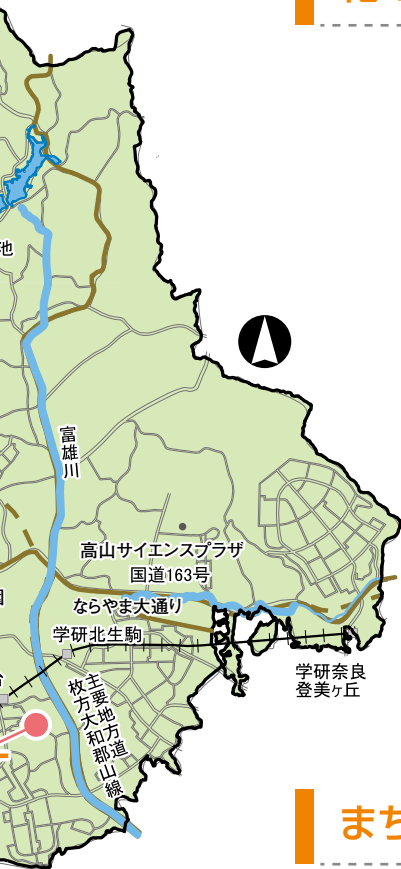 池
富雄川
高山サイエンスプラザ
国道163号
ならやま大通り
学研北生駒
学研奈良
登美ヶ丘
主要地方道
枚方大和郡山線
まち